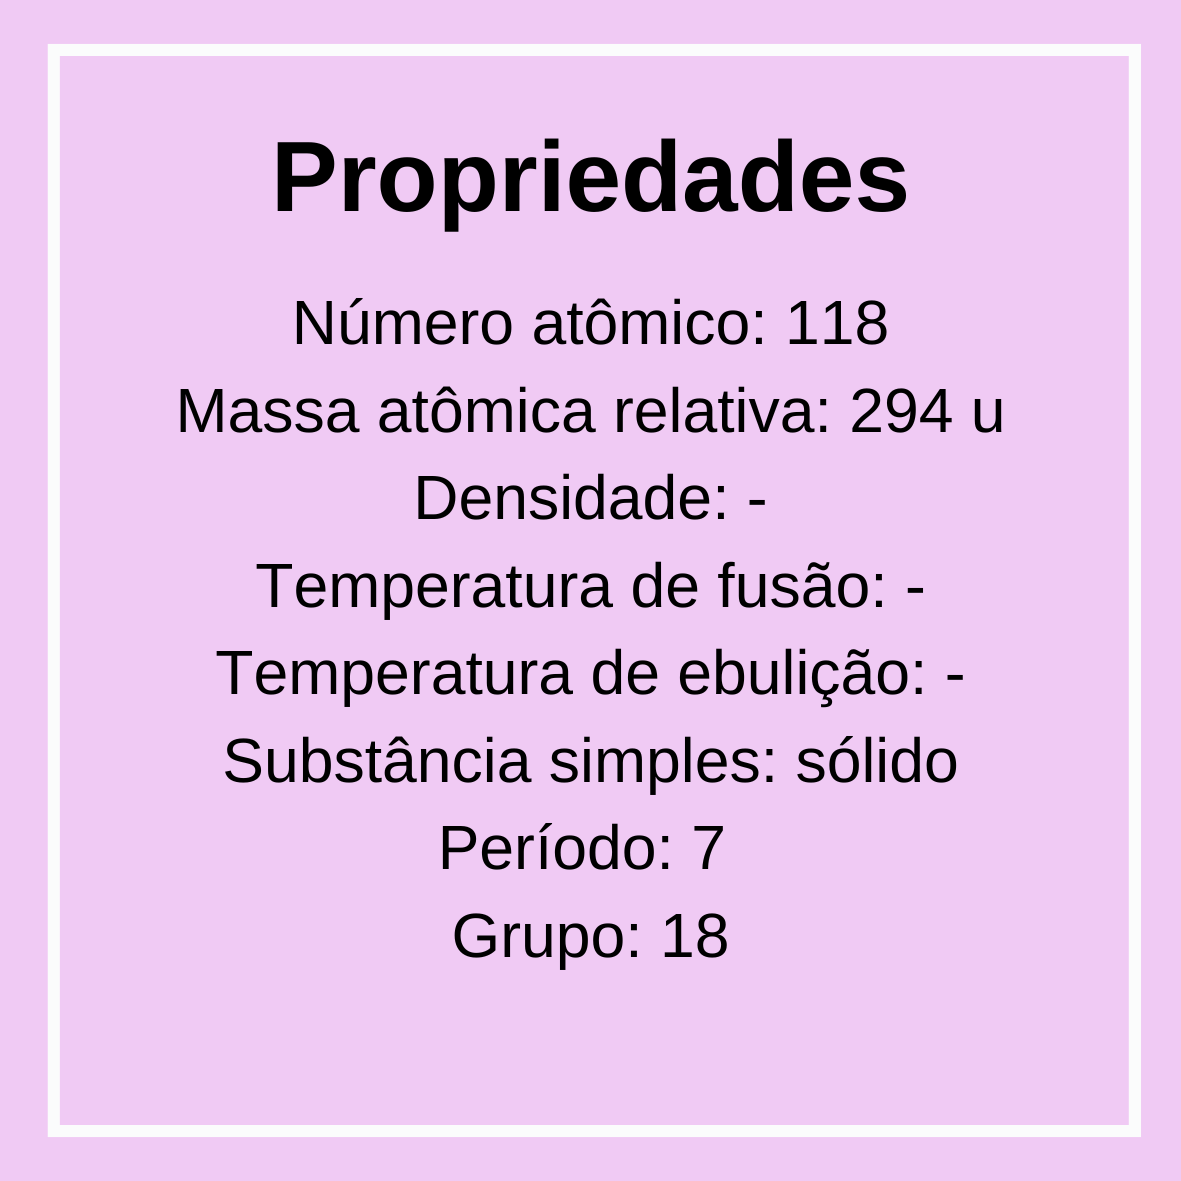 Propriedades
Número atômico: 118
Massa atômica relativa: 294 u
Densidade: -
Temperatura de fusão: -
Temperatura de ebulição: -
Substância simples: sólido
Período: 7
Grupo: 18